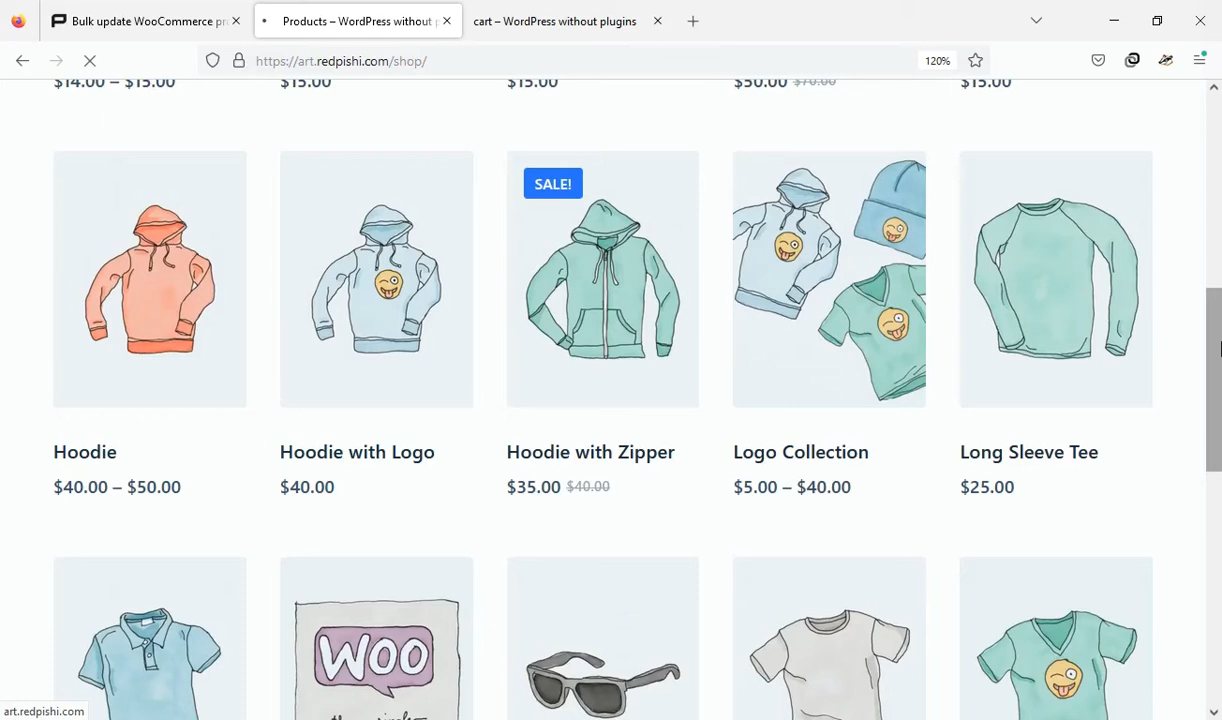 Bulk update WooCommerce pr
Products – WordPress without p
cart – WordPress without plugins
https://art.redpishi.com/shop/
120%
$14.00 – $15.00
$15.00
$15.00
$50.00 $70.00
$15.00
SALE!
Hoodie
Hoodie with Logo
Hoodie with Zipper
Logo Collection
Long Sleeve Tee
$40.00 – $50.00
$40.00
$35.00 $40.00
$5.00 – $40.00
$25.00
WOO
art.redpishi.com